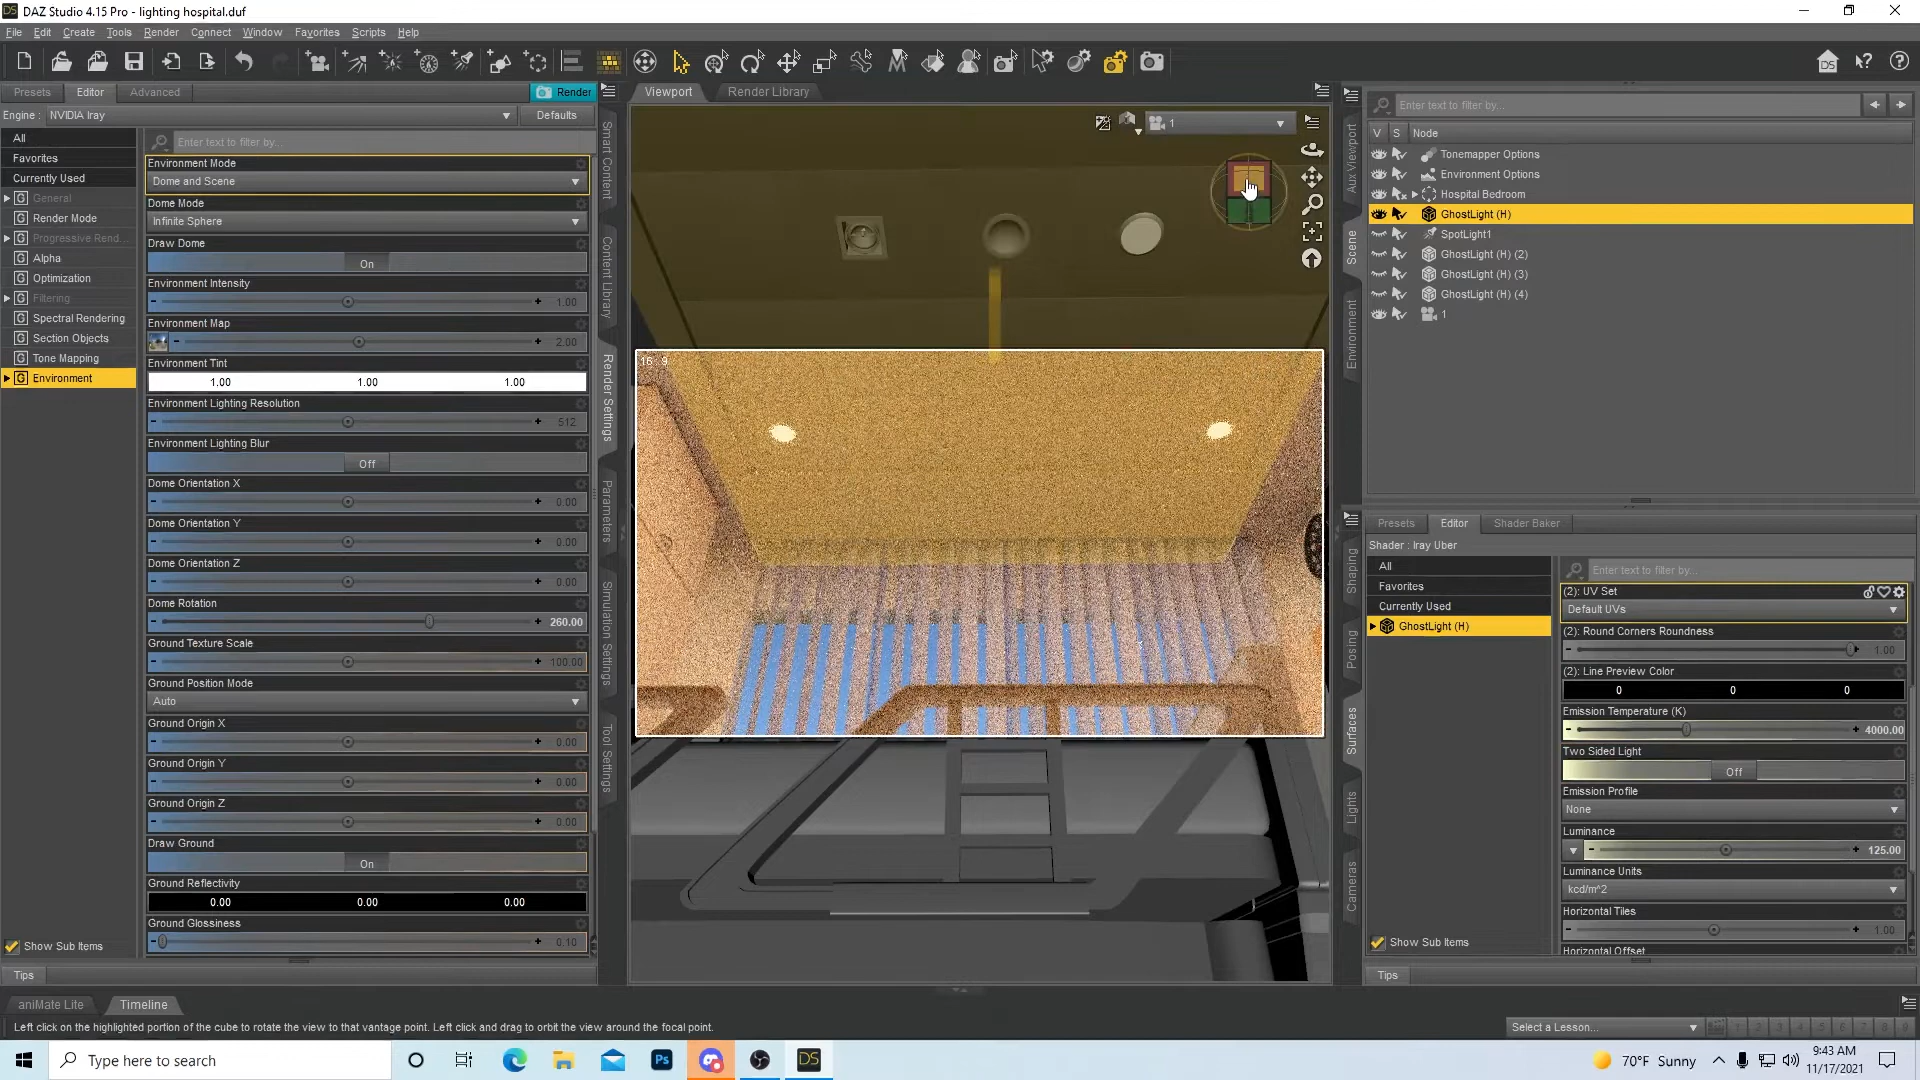 DAZ Studio 4.15 Pro - lighting hospital.duf
File Edit Create Tools Render Connect Window Favorites Scripts Help
Presets Editor Advanced Render
Viewport Render Library
Engine : NVIDIA Iray Defaults
Enter text to filter by...
All
Favorites
Currently Used
General
Render Mode
Progressive Rend...
Alpha
Optimization
Filtering
Spectral Rendering
Section Objects
Tone Mapping
Environment
Show Sub Items
Tips
Environment Mode
Dome and Scene
Dome Mode
Infinite Sphere
Draw Dome
On
Environment Intensity
1.00
Environment Map
2.00
Environment Tint
1.00 1.00 1.00
Environment Lighting Resolution
512
Environment Lighting Blur
Off
Dome Orientation X
0.00
Dome Orientation Y
0.00
Dome Orientation Z
0.00
Dome Rotation
260.00
Ground Texture Scale
100.00
Ground Position Mode
Auto
Ground Origin X
0.00
Ground Origin Y
0.00
Ground Origin Z
0.00
Draw Ground
On
Ground Reflectivity
0.00 0.00 0.00
Ground Glossiness
0.10
Smart Content
Content Library
Render Settings
Parameters
Simulation Settings
Tool Settings
1
16 : 9
Aux Viewport
Scene
Environment
Enter text to filter by...
V S Node
Tonemapper Options
Environment Options
Hospital Bedroom
GhostLight (H)
SpotLight1
GhostLight (H) (2)
GhostLight (H) (3)
GhostLight (H) (4)
1
Shaping
Posing
Surfaces
Lights
Cameras
Presets Editor Shader Baker
Shader : Iray Uber
All
Favorites
Currently Used
GhostLight (H)
Show Sub Items
Tips
Enter text to filter by...
(2): UV Set
Default UVs
(2): Round Corners Roundness
1.00
(2): Line Preview Color
0 0 0
Emission Temperature (K)
4000.00
Two Sided Light
Off
Emission Profile
None
Luminance
125.00
Luminance Units
kcd/m^2
Horizontal Tiles
1.00
Horizontal Offset
aniMate Lite Timeline
Left click on the highlighted portion of the cube to rotate the view to that vantage point. Left click and drag to orbit the view around the focal point.
Select a Lesson...
1 2 3 4 5 6 7 8 9
Type here to search
Ps
DS
70°F Sunny
9:43 AM
11/17/2021